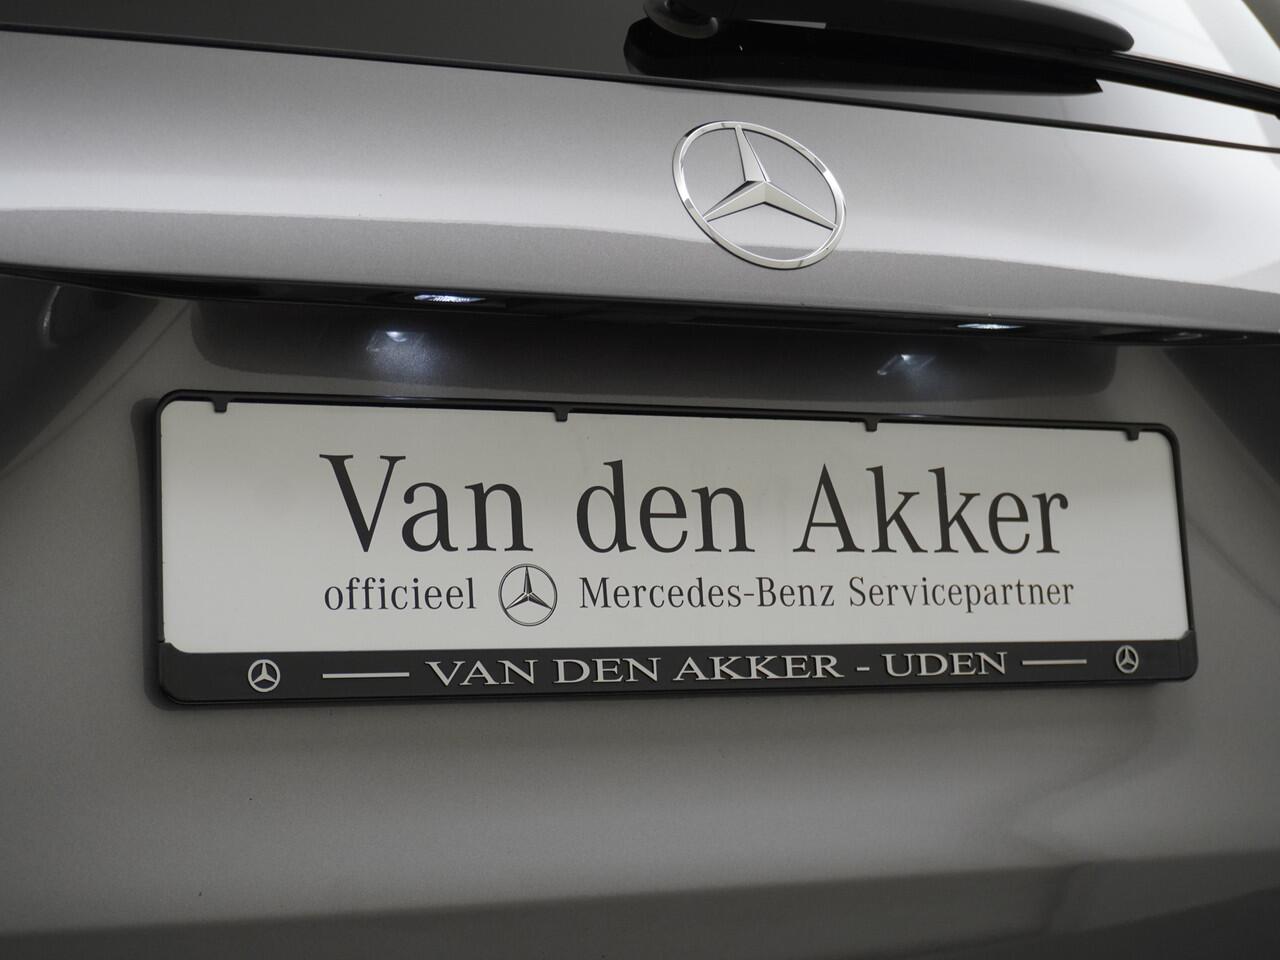 Van den Akker
officieel Mercedes-Benz Servicepartner
VAN DEN AKKER - UDEN